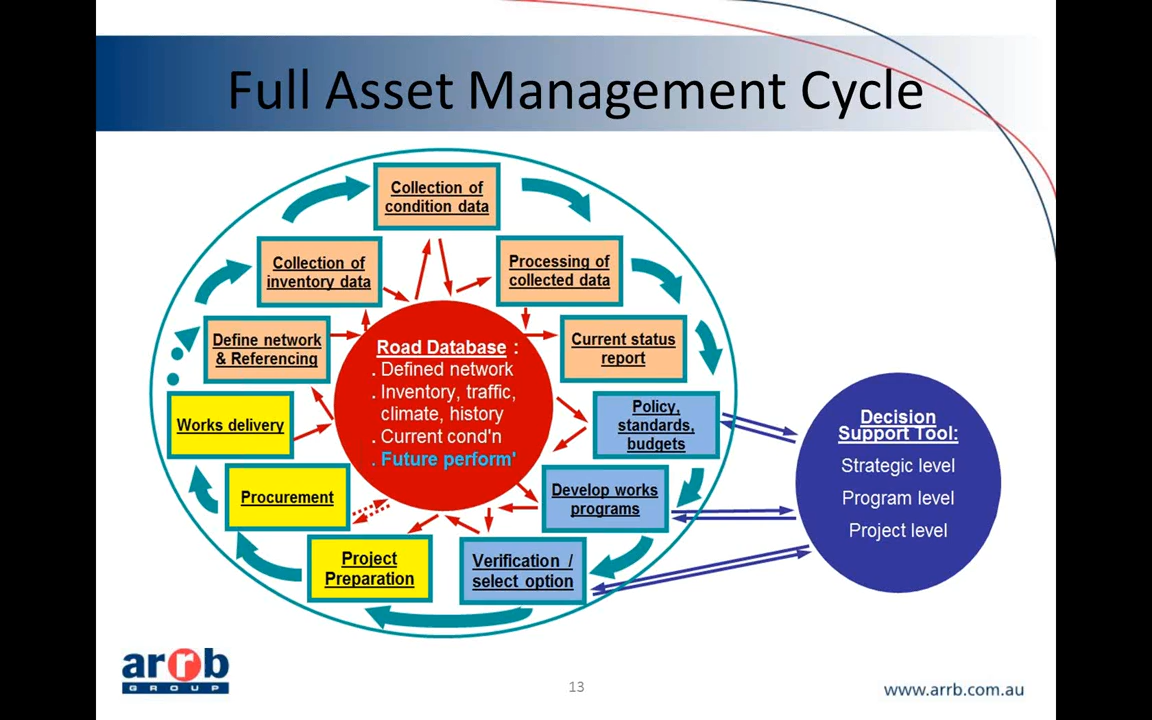 Full Asset Management Cycle
Collection of
condition data
Collection of
inventory data
Processing of
collected data
Define network
& Referencing
Current status
report
Road Database :
. Defined network
. Inventory, traffic,
climate, history
. Current cond'n
. Future perform'
Works delivery
Policy,
standards,
budgets
Decision
Support Tool:
Strategic level
Program level
Project level
Procurement
Develop works
programs
Project
Preparation
Verification /
select option
arrb
GROUP
13
www.arrb.com.au